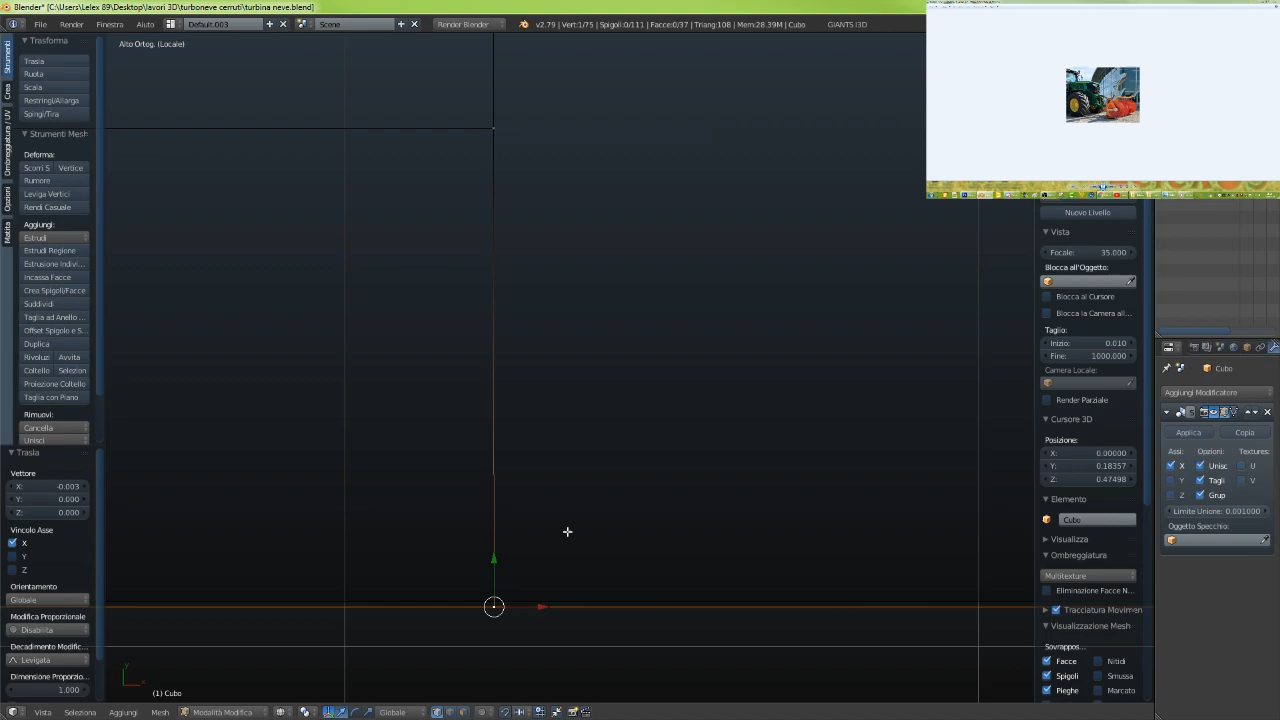 Blender* [C:\Users\Lelex 89\Desktop\lavori 3D\turboneve cerruti\turbina neve.blend]
File Render Finestra Aiuto Default.003 Scene Render Blender v2.79 | Vert:1/75 | Spigoli:0/111 | Facce:0/37 | Triang:108 | Mem:28.39M | Cubo GIANTS I3D
Trasforma
Alto Ortog. (Locale)
Strumenti
Crea
Ombreggiatura / UV
Opzioni
Matita
Trasla
Ruota
Scala
Restringi/Allarga
Spingi/Tira
Strumenti Mesh
Deforma:
Scorri S Vertice
Rumore
Leviga Vertici
Rendi Casuale
Aggiungi:
Estrudi
Estrudi Regione
Estrusione Indivi...
Incassa Facce
Crea Spigoli/Facce
Suddividi
Taglia ad Anello ...
Offset Spigolo e S...
Duplica
Rivoluzi Avvita
Coltello Selezion
Proiezione Coltello
Taglia con Piano
Rimuovi:
Cancella
Unisci
Trasla
Vettore
X: -0.003
Y: 0.000
Z: 0.000
Vincolo Asse
X
Y
Z
Orientamento
Globale
Modifica Proporzionale
Disabilita
Decadimento Modific...
Levigata
Dimensione Proporzio...
1.000
Nuovo Livello
Vista
Focale: 35.000
Blocca all'Oggetto:
Blocca al Cursore
Blocca la Camera all...
Taglio:
Inizio: 0.010
Fine: 1000.000
Camera Locale:
Render Parziale
Cursore 3D
Posizione:
X: 0.00000
Y: 0.18357
Z: 0.47498
Elemento
Cubo
Visualizza
Ombreggiatura
Multitexture
Eliminazione Facce N...
Tracciatura Movimen
Visualizzazione Mesh
Sovrappos...
Facce Nitidi
Spigoli Smussa
Pieghe Marcato
Cubo
Aggiungi Modificatore
Applica Copia
Assi: Opzioni: Textures:
X Unisc U
Y Tagli V
Z Grup
Limite Unione: 0.001000
Oggetto Specchio:
y
x
(1) Cubo
Vista Seleziona Aggiungi Mesh Modalità Modifica Globale